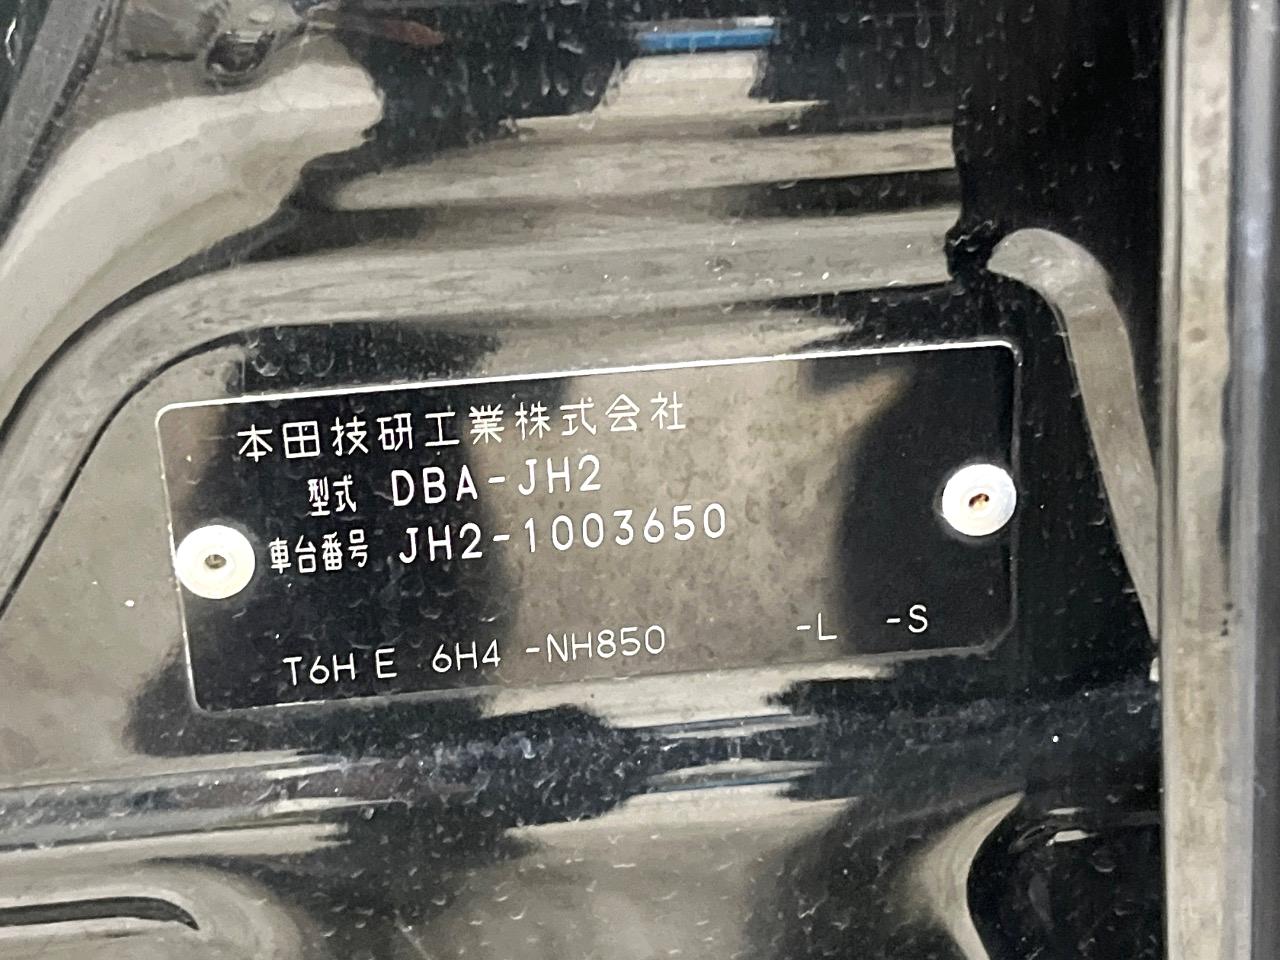 本田技研工業株式会社
型式 DBA-JH2
車台番号 JH2-1003650
T6H E 6H4 -NH850 -L -S